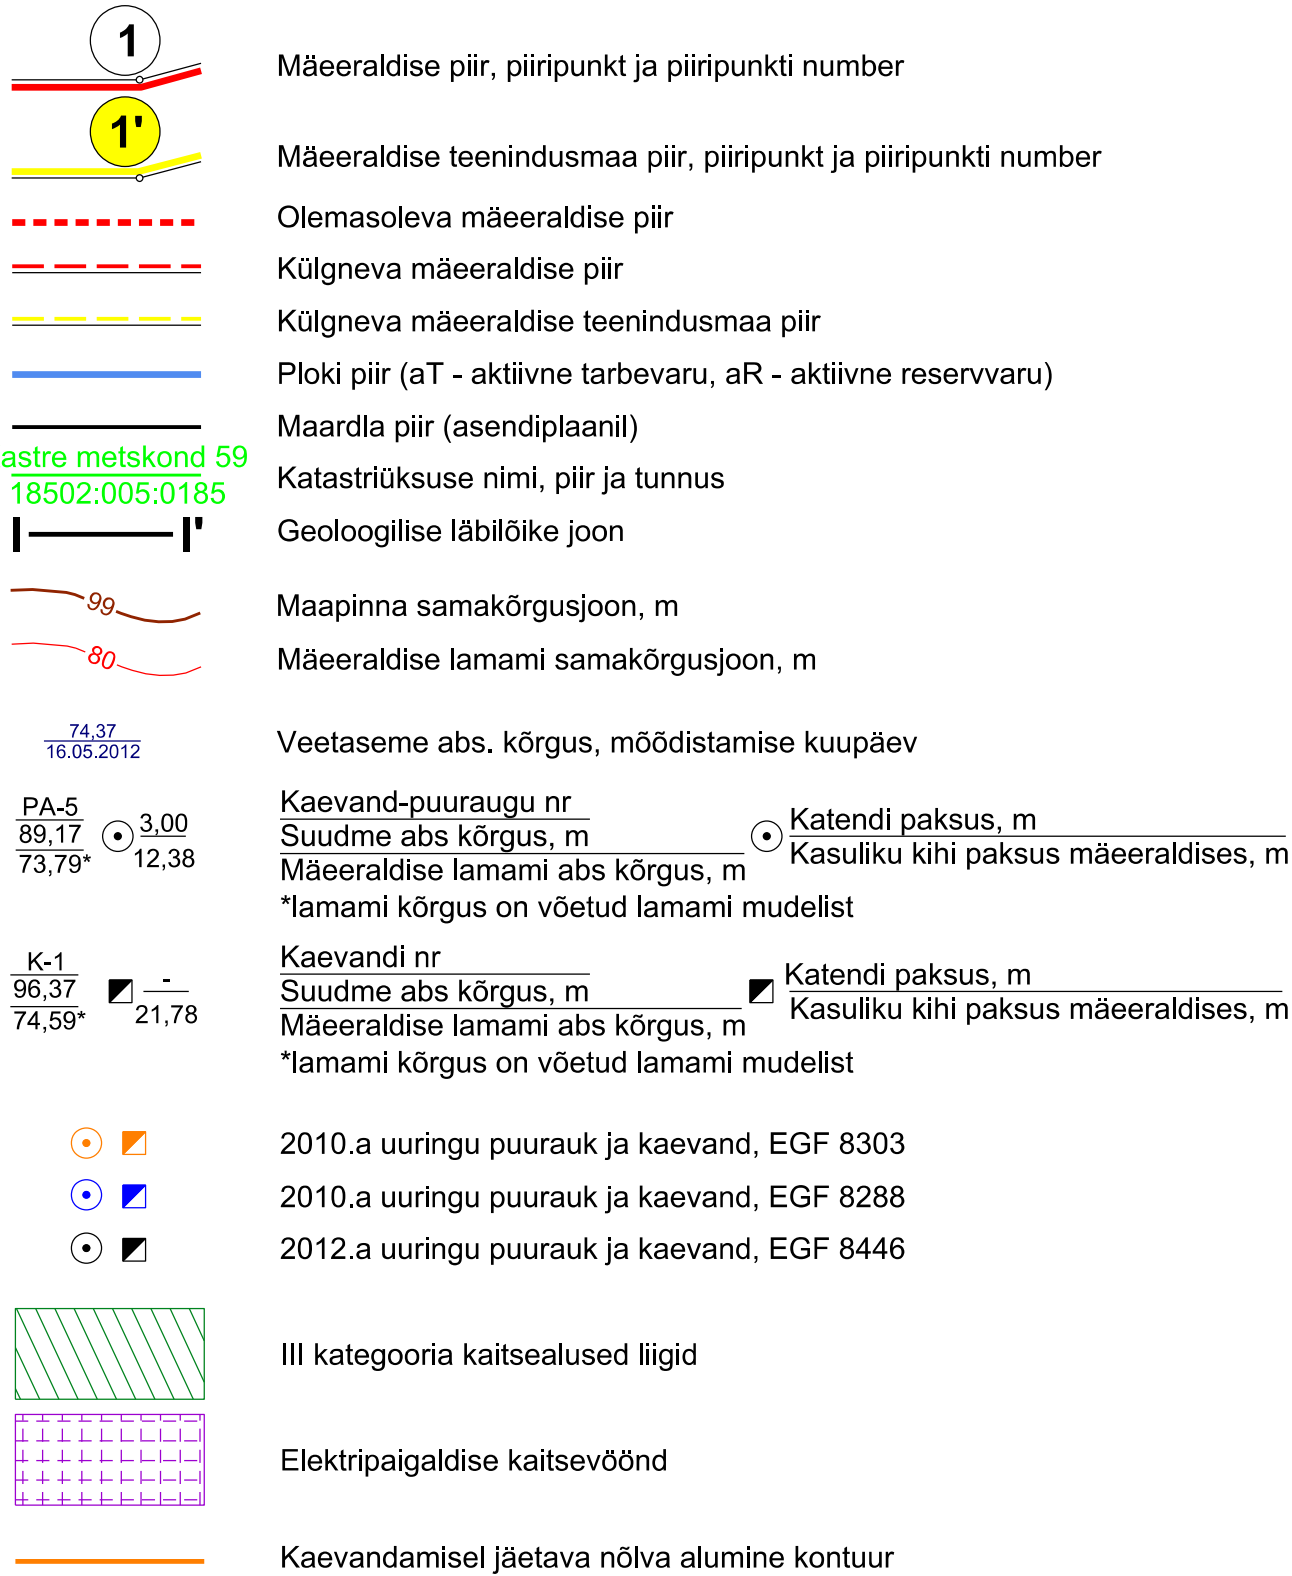 1
Mäeeraldise piir, piiripunkt ja piiripunkti number
1'
Mäeeraldise teenindusmaa piir, piiripunkt ja piiripunkti number
Olemasoleva mäeeraldise piir
Külgneva mäeeraldise piir
Külgneva mäeeraldise teenindusmaa piir
Ploki piir (aT - aktiivne tarbevaru, aR - aktiivne reservvaru)
Maardla piir (asendiplaanil)
astre metskond 59
18502:005:0185
Katastriüksuse nimi, piir ja tunnus
I I'
Geoloogilise läbilõike joon
99
Maapinna samakõrgusjoon, m
80
Mäeeraldise lamami samakõrgusjoon, m
74,37
16.05.2012
Veetaseme abs. kõrgus, mõõdistamise kuupäev
PA-5
89,17
73,79*
3,00
12,38
Kaevand-puuraugu nr
Suudme abs kõrgus, m
Mäeeraldise lamami abs kõrgus, m
*lamami kõrgus on võetud lamami mudelist
Katendi paksus, m
Kasuliku kihi paksus mäeeraldises, m
K-1
96,37
74,59*
-
21,78
Kaevandi nr
Suudme abs kõrgus, m
Mäeeraldise lamami abs kõrgus, m
*lamami kõrgus on võetud lamami mudelist
Katendi paksus, m
Kasuliku kihi paksus mäeeraldises, m
2010.a uuringu puurauk ja kaevand, EGF 8303
2010.a uuringu puurauk ja kaevand, EGF 8288
2012.a uuringu puurauk ja kaevand, EGF 8446
III kategooria kaitsealused liigid
Elektripaigaldise kaitsevöönd
Kaevandamisel jäetava nõlva alumine kontuur